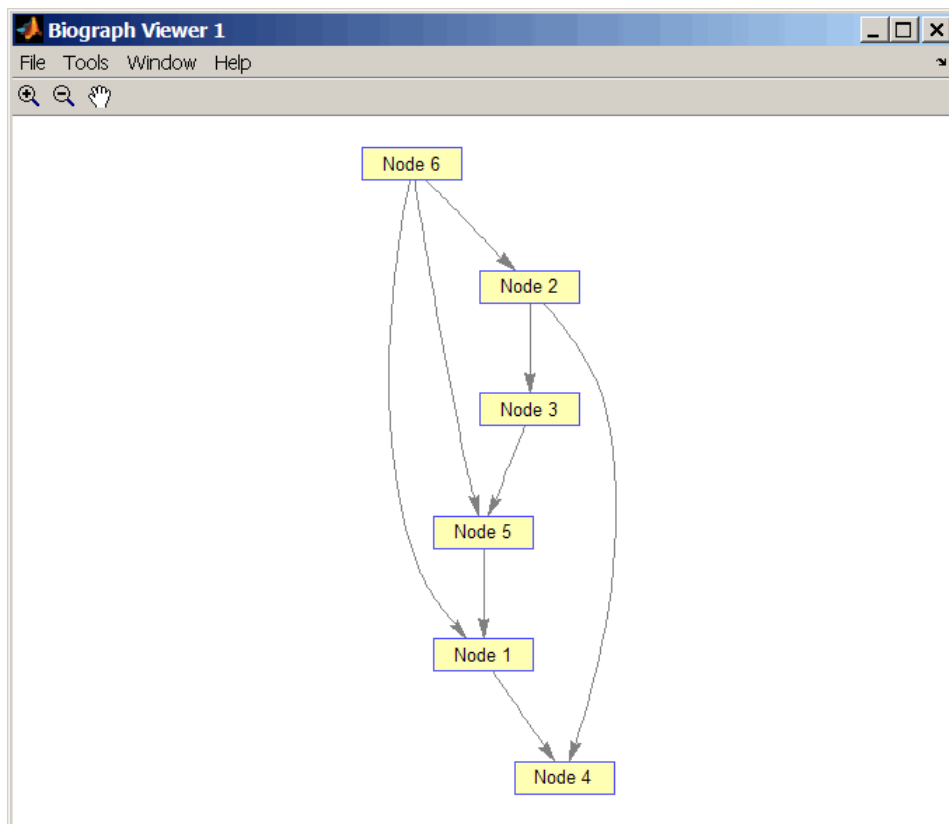 Biograph Viewer 1
File Tools Window Help
Node 6
Node 2
Node 3
Node 5
Node 1
Node 4